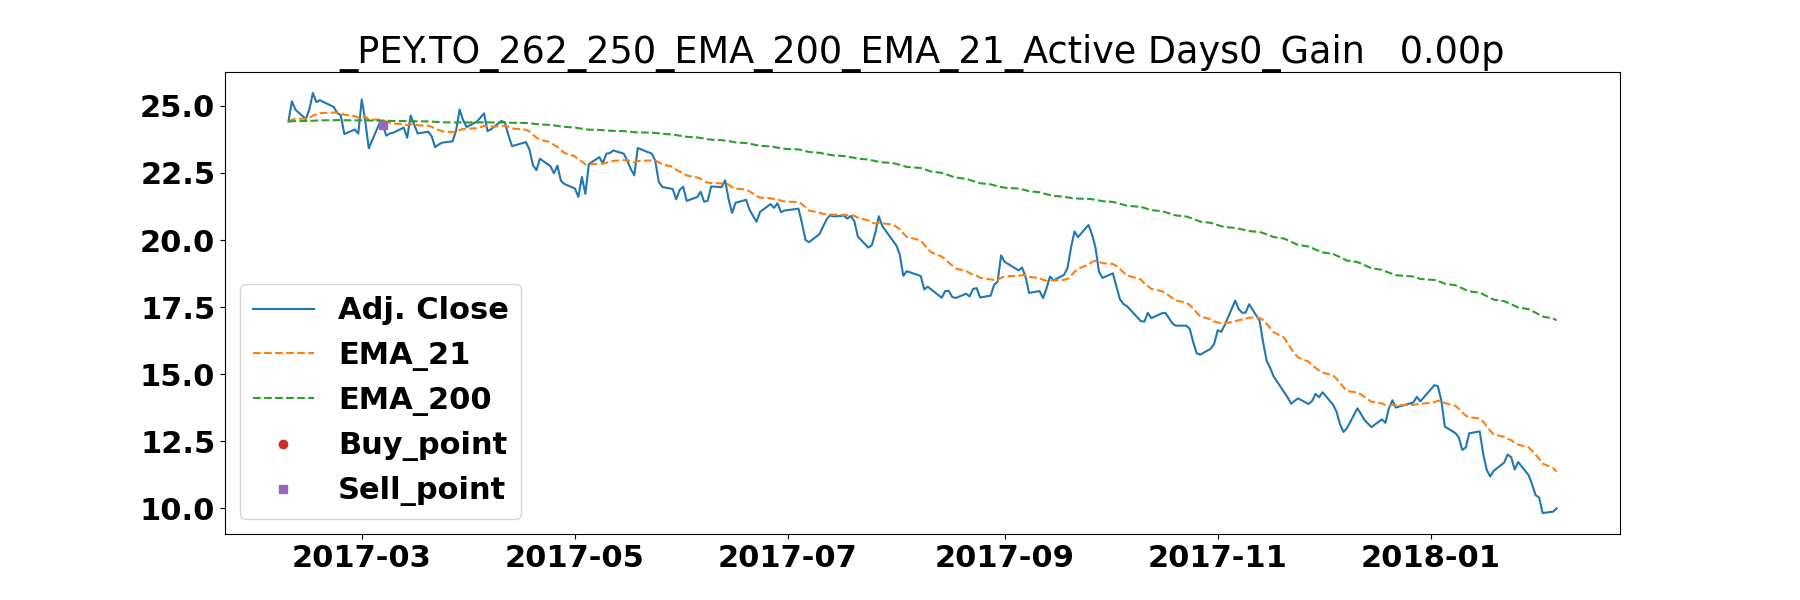 _PEY.TO_262_250_EMA_200_EMA_21_Active Days0_Gain   0.00p
25.0
22.5
20.0
17.5
15.0
12.5
10.0
Adj. Close
EMA_21
EMA_200
Buy_point
Sell_point
2017-03 2017-05 2017-07 2017-09 2017-11 2018-01